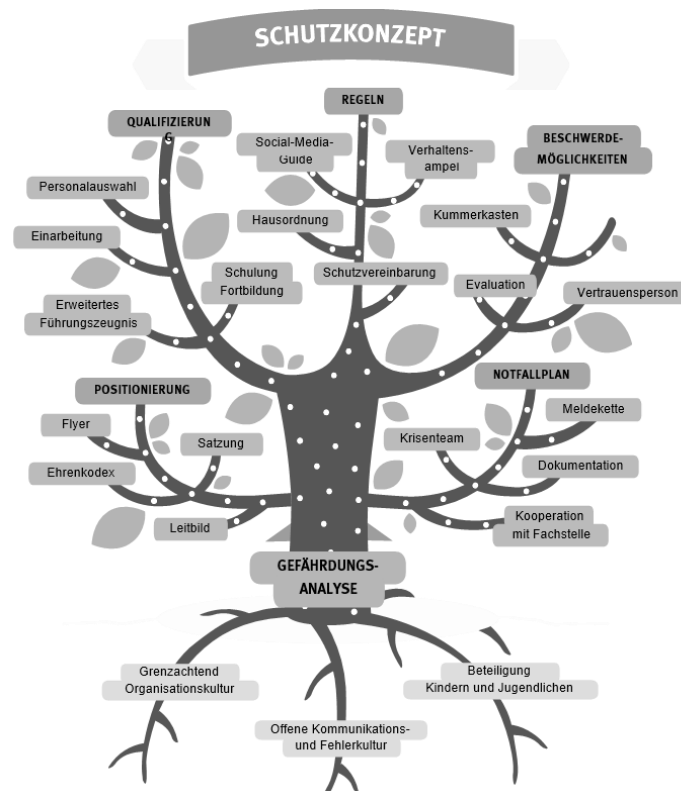 SCHUTZKONZEPT
QUALIFIZIERUN
G
Personalauswahl
Einarbeitung
Erweitertes
Führungszeugnis
Schulung
Fortbildung
REGELN
Social-Media-
Guide
Verhaltens-
ampel
Hausordnung
Schutzvereinbarung
BESCHWERDE-
MÖGLICHKEITEN
Kummerkasten
Evaluation
Vertrauensperson
POSITIONIERUNG
Flyer
Satzung
Ehrenkodex
Leitbild
NOTFALLPLAN
Meldekette
Krisenteam
Dokumentation
Kooperation
mit Fachstelle
GEFÄHRDUNGS-
ANALYSE
Grenzachtend
Organisationskultur
Offene Kommunikations-
und Fehlerkultur
Beteiligung
Kindern und Jugendlichen